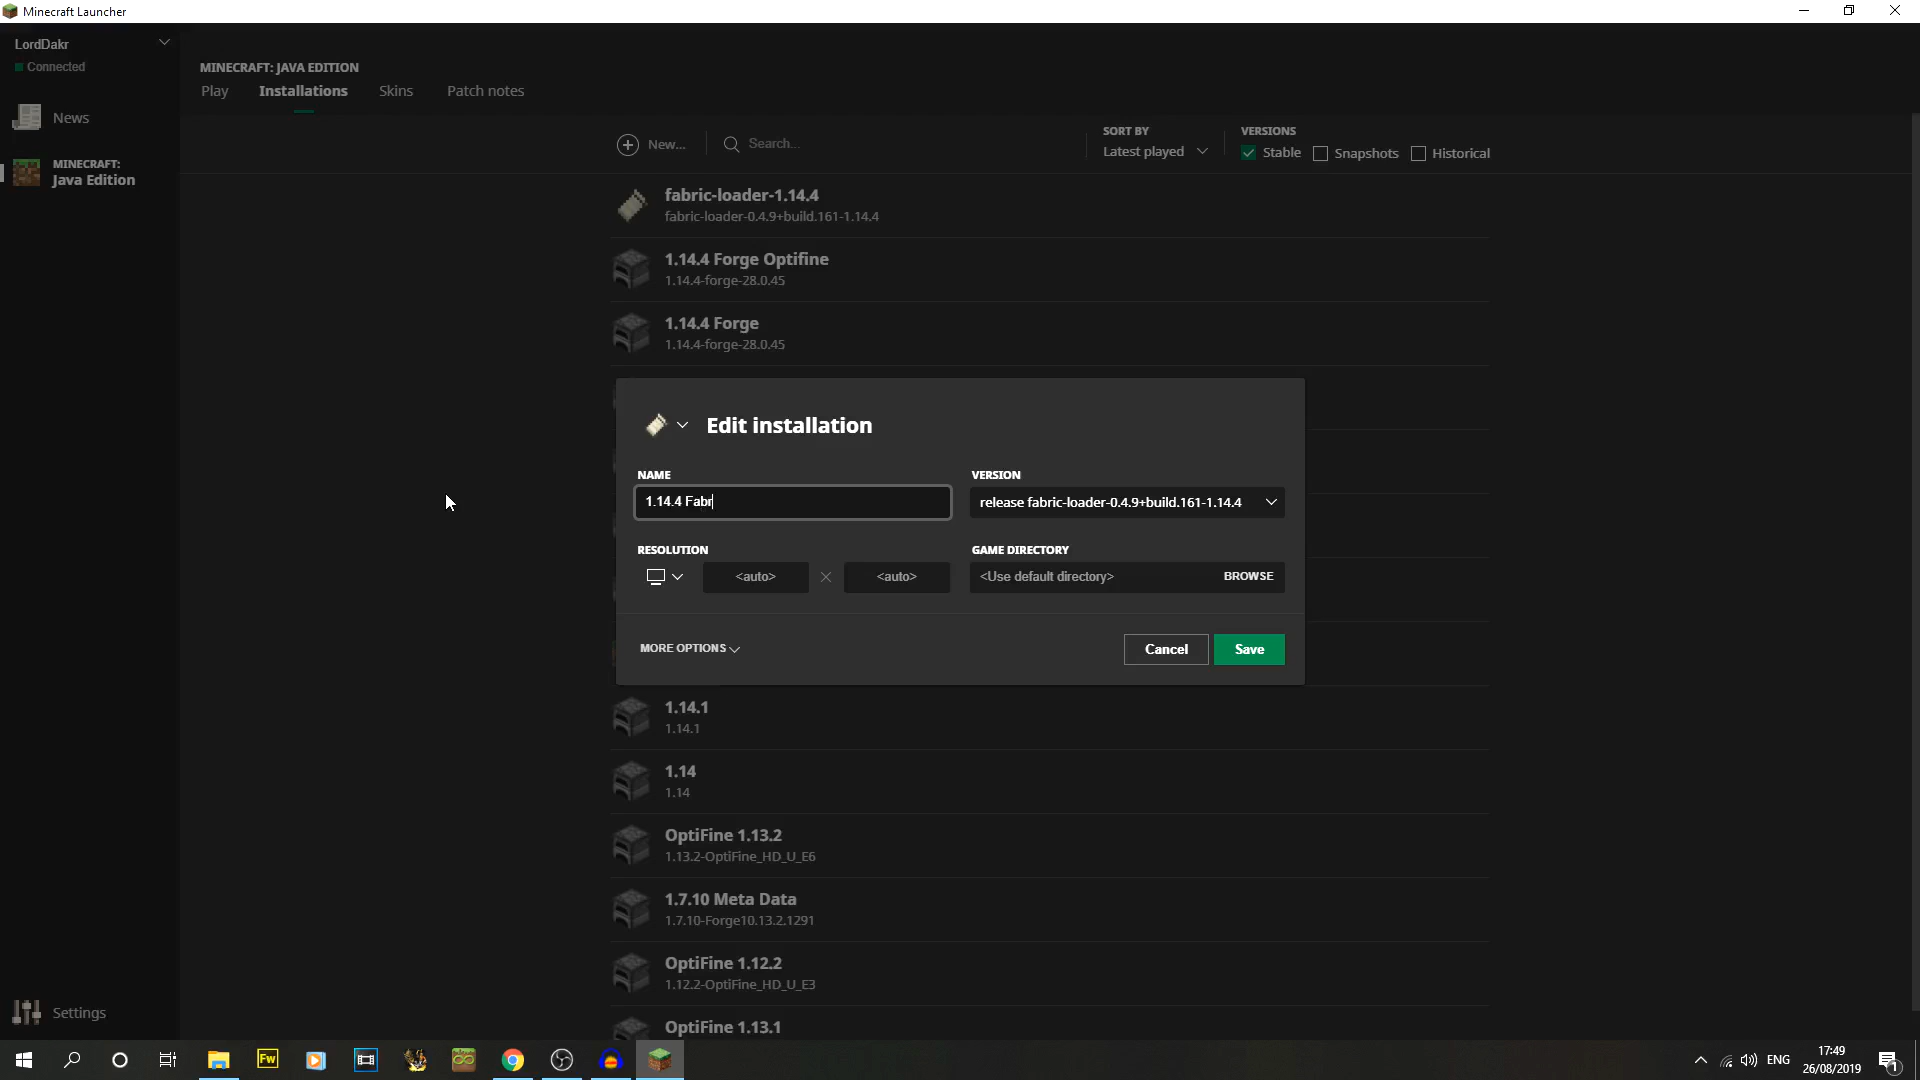 Minecraft Launcher
LordDakr
Connected
News
MINECRAFT:
Java Edition
Settings
MINECRAFT: JAVA EDITION
Play Installations Skins Patch notes
New... Search...
SORT BY
Latest played
VERSIONS
Stable Snapshots Historical
fabric-loader-1.14.4
fabric-loader-0.4.9+build.161-1.14.4
1.14.4 Forge Optifine
1.14.4-forge-28.0.45
1.14.4 Forge
1.14.4-forge-28.0.45
Edit installation
NAME
1.14.4 Fabr
VERSION
release fabric-loader-0.4.9+build.161-1.14.4
RESOLUTION
<auto> <auto>
GAME DIRECTORY
<Use default directory> BROWSE
MORE OPTIONS
Cancel Save
1.14.1
1.14.1
1.14
1.14
OptiFine 1.13.2
1.13.2-OptiFine_HD_U_E6
1.7.10 Meta Data
1.7.10-Forge10.13.2.1291
OptiFine 1.12.2
1.12.2-OptiFine_HD_U_E3
OptiFine 1.13.1
Fw
ENG
17:49
26/08/2019
1